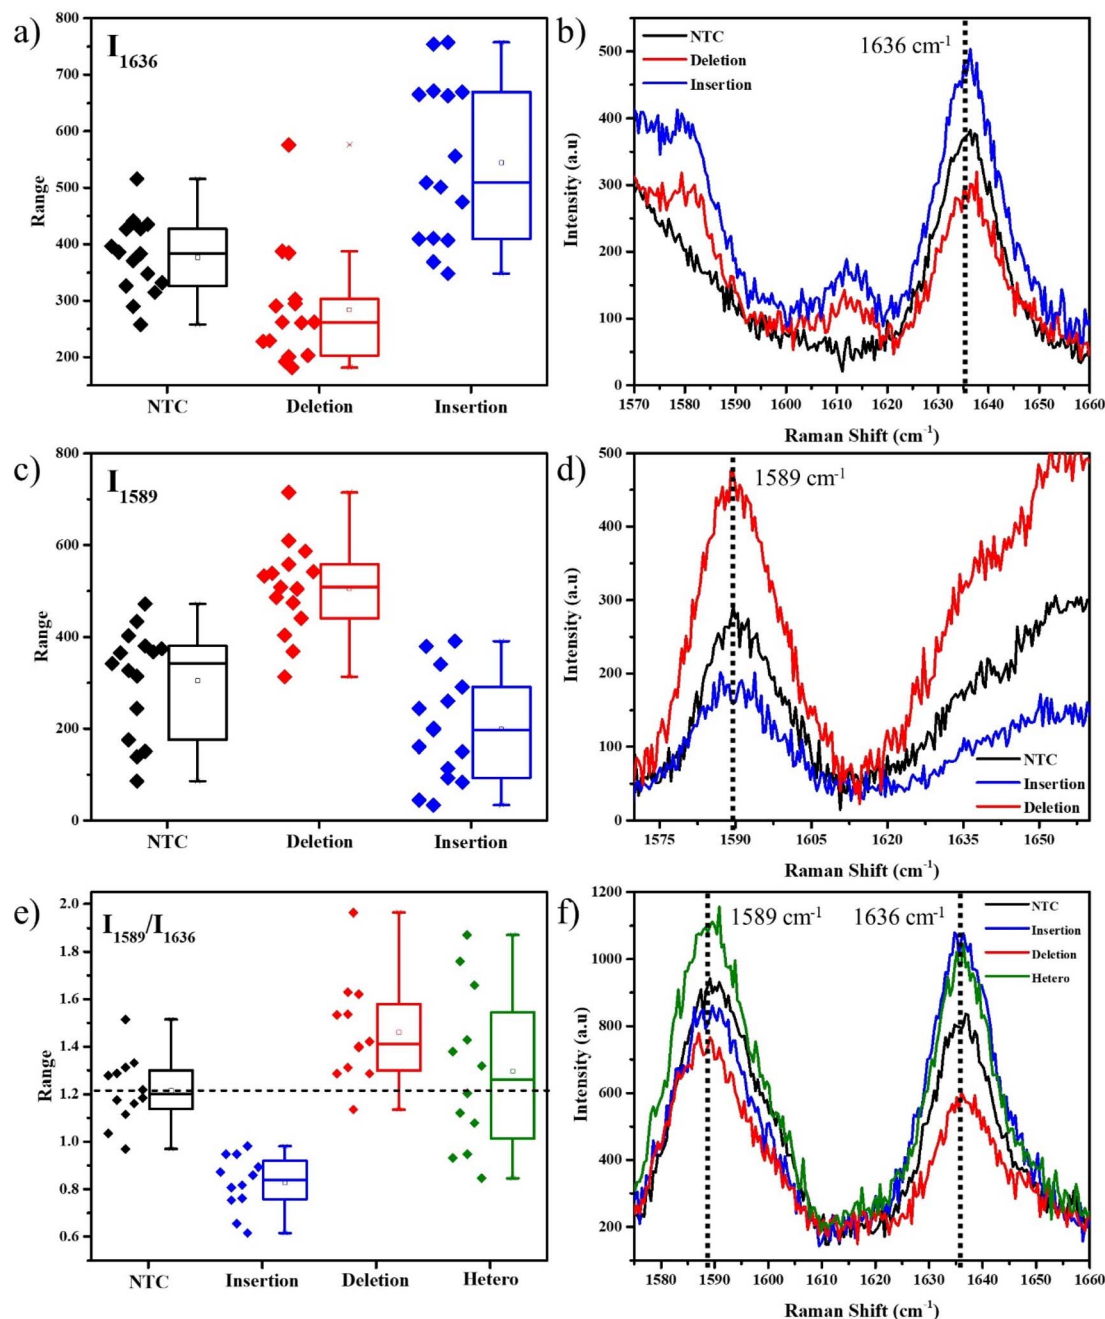 a)
I1636
Range
800
700
600
500
400
300
200
NTC
Deletion
Insertion
b)
NTC
Deletion
Insertion
1636 cm-1
Intensity (a.u)
500
400
300
200
100
0
1570 1580 1590 1600 1610 1620 1630 1640 1650 1660
Raman Shift (cm-1)
c)
I1589
Range
800
600
400
200
0
NTC
Deletion
Insertion
d)
1589 cm-1
Intensity (a.u)
500
400
300
200
100
0
NTC
Insertion
Deletion
1575 1590 1605 1620 1635 1650
Raman Shift (cm-1)
e)
I1589/I1636
Range
2.0
1.8
1.6
1.4
1.2
1.0
0.8
0.6
NTC
Insertion
Deletion
Hetero
f)
1589 cm-1
1636 cm-1
NTC
Insertion
Deletion
Hetero
Intensity (a.u)
1200
1000
800
600
400
200
1580 1590 1600 1610 1620 1630 1640 1650 1660
Raman Shift (cm-1)